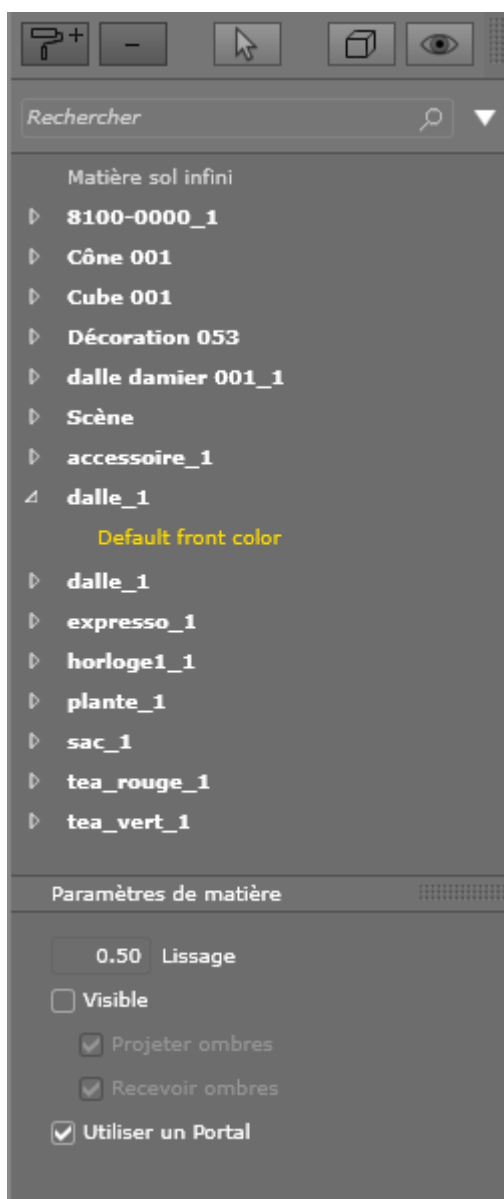 Rechercher
Matière sol infini
8100-0000_1
Cône 001
Cube 001
Décoration 053
dalle damier 001_1
Scène
accessoire_1
dalle_1
Default front color
dalle_1
expresso_1
horloge1_1
plante_1
sac_1
tea_rouge_1
tea_vert_1
Paramètres de matière
0.50 Lissage
Visible
Projeter ombres
Recevoir ombres
Utiliser un Portal